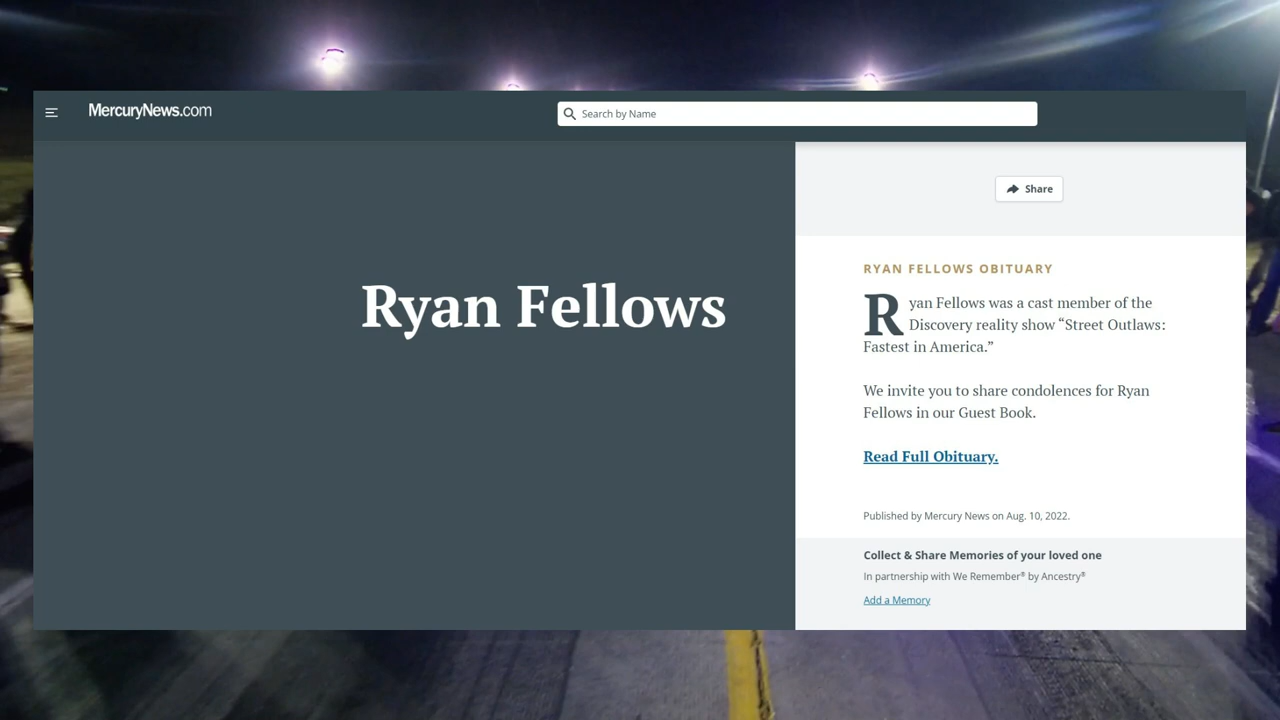 MercuryNews.com
Search by Name
Share
Ryan Fellows
RYAN FELLOWS OBITUARY
Ryan Fellows was a cast member of the
Discovery reality show “Street Outlaws:
Fastest in America.”
We invite you to share condolences for Ryan
Fellows in our Guest Book.
Read Full Obituary.
Published by Mercury News on Aug. 10, 2022.
Collect & Share Memories of your loved one
In partnership with We Remember® by Ancestry®
Add a Memory